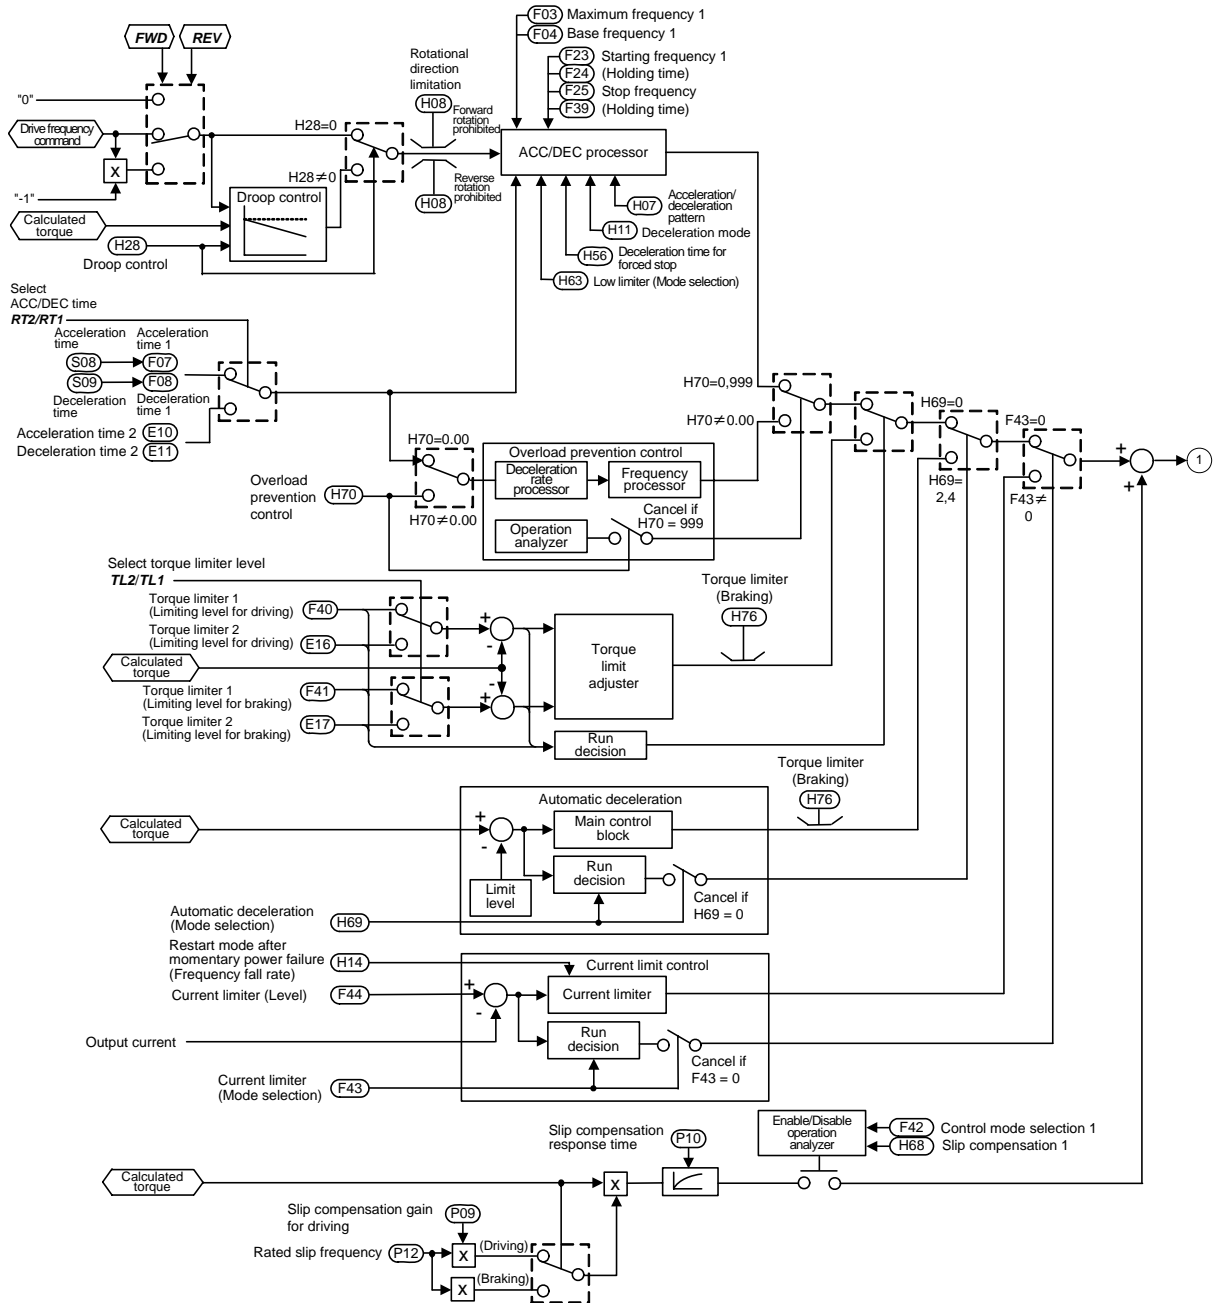 FWD
REV
F03 Maximum frequency 1
F04 Base frequency 1
F23 Starting frequency 1
F24 (Holding time)
F25 Stop frequency
F39 (Holding time)
Rotational
direction
limitation
H08
Forward
rotation
prohibited
"0"
Drive frequency
command
X
"-1"
H28=0
H28≠0
Reverse
rotation
prohibited
H08
ACC/DEC processor
Calculated
torque
Droop control
H28
Droop control
H07 Acceleration/
deceleration
pattern
H11 Deceleration mode
H56 Deceleration time for
forced stop
H63 Low limiter (Mode selection)
Select
ACC/DEC time
RT2/RT1
Acceleration
time
Acceleration
time 1
S08
F07
S09
F08
Deceleration
time
Deceleration
time 1
Acceleration time 2 E10
Deceleration time 2 E11
H70=0,999
H70≠0.00
H69=0
H69=
2,4
F43=0
F43≠
0
+
+
1
H70=0.00
H70≠0.00
Overload
prevention
control
H70
Overload prevention control
Deceleration
rate
processor
Frequency
processor
Operation
analyzer
Cancel if
H70 = 999
Select torque limiter level
TL2/TL1
Torque limiter 1
(Limiting level for driving)
F40
Torque limiter 2
(Limiting level for driving)
E16
Calculated
torque
Torque limiter 1
(Limiting level for braking)
F41
Torque limiter 2
(Limiting level for braking)
E17
+
-
-
+
Torque
limit
adjuster
Run
decision
Torque limiter
(Braking)
H76
Torque limiter
(Braking)
H76
Automatic deceleration
Calculated
torque
+
-
Main control
block
Limit
level
Run
decision
Cancel if
H69 = 0
Automatic deceleration
(Mode selection)
H69
Restart mode after
momentary power failure
(Frequency fall rate)
H14
Current limit control
Current limiter (Level)
F44
+
-
Current limiter
Output current
Run
decision
Cancel if
F43 = 0
Current limiter
(Mode selection)
F43
Slip compensation
response time
P10
Enable/Disable
operation
analyzer
F42 Control mode selection 1
H68 Slip compensation 1
Calculated
torque
X
Slip compensation gain
for driving
P09
Rated slip frequency
P12
X
(Driving)
X
(Braking)